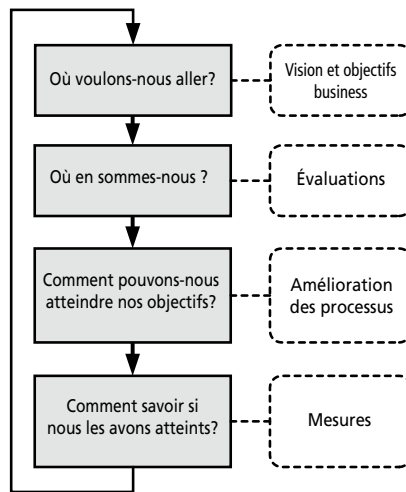 Où voulons-nous aller?
Vision et objectifs
business
Où en sommes-nous ?
Évaluations
Comment pouvons-nous
atteindre nos objectifs?
Amélioration
des processus
Comment savoir si
nous les avons atteints?
Mesures